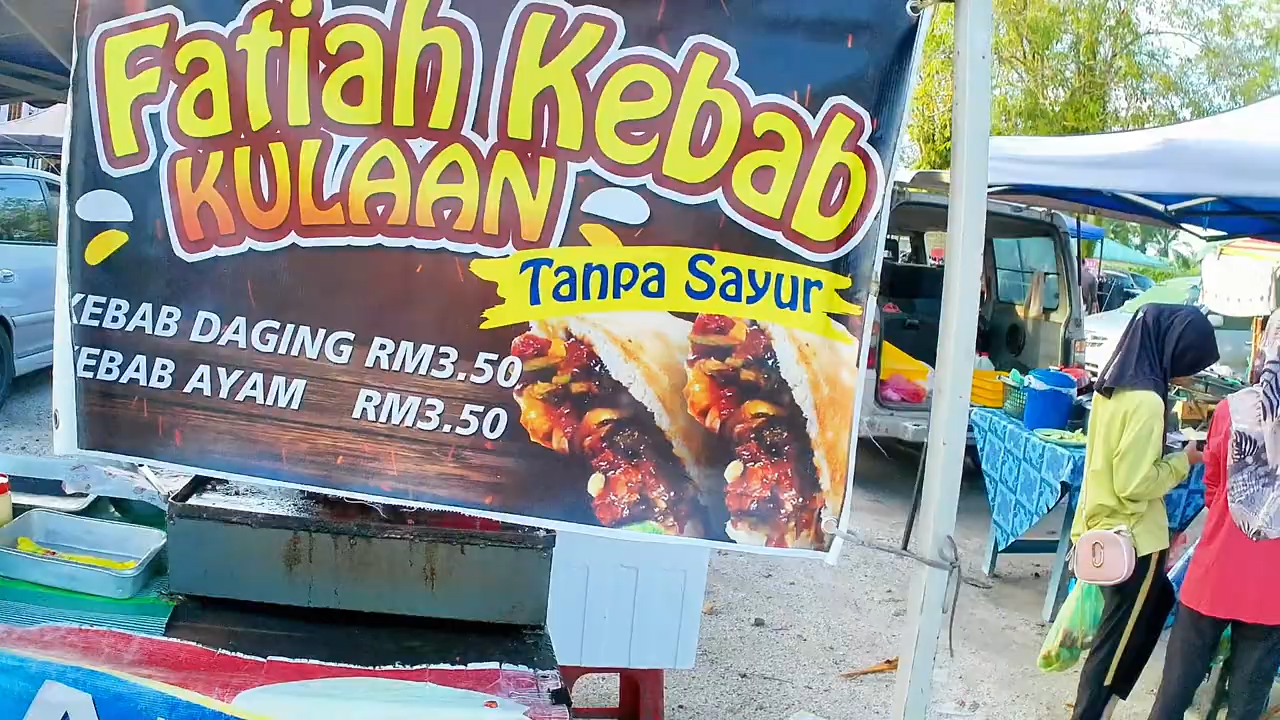 Fatiah Kebab
KULAAN
Tanpa Sayur
KEBAB DAGING RM3.50
KEBAB AYAM RM3.50